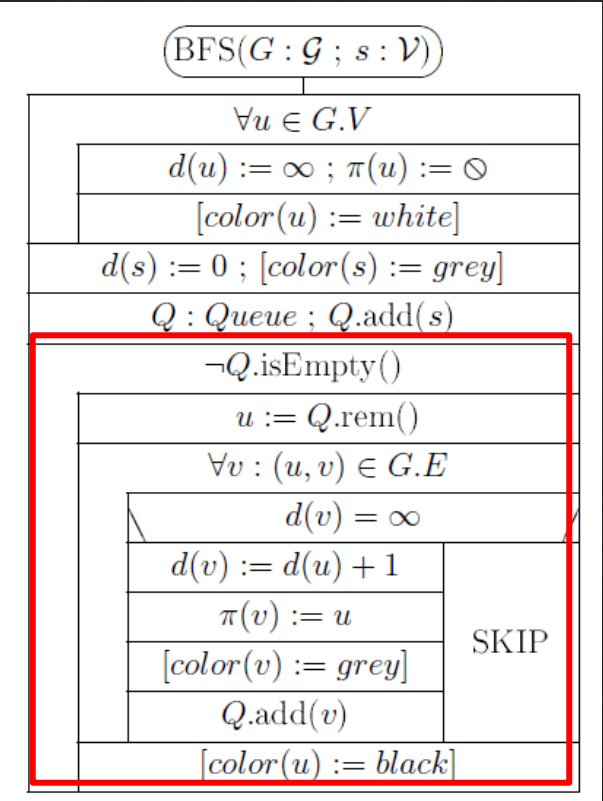 BFS(G : 𝒢 ; s : 𝒱)
∀u ∈ G.V
d(u) := ∞ ; π(u) := ⦸
[color(u) := white]
d(s) := 0 ; [color(s) := grey]
Q : Queue ; Q.add(s)
¬Q.isEmpty()
u := Q.rem()
∀v : (u, v) ∈ G.E
d(v) = ∞
d(v) := d(u) + 1
π(v) := u
[color(v) := grey]
Q.add(v)
SKIP
[color(u) := black]